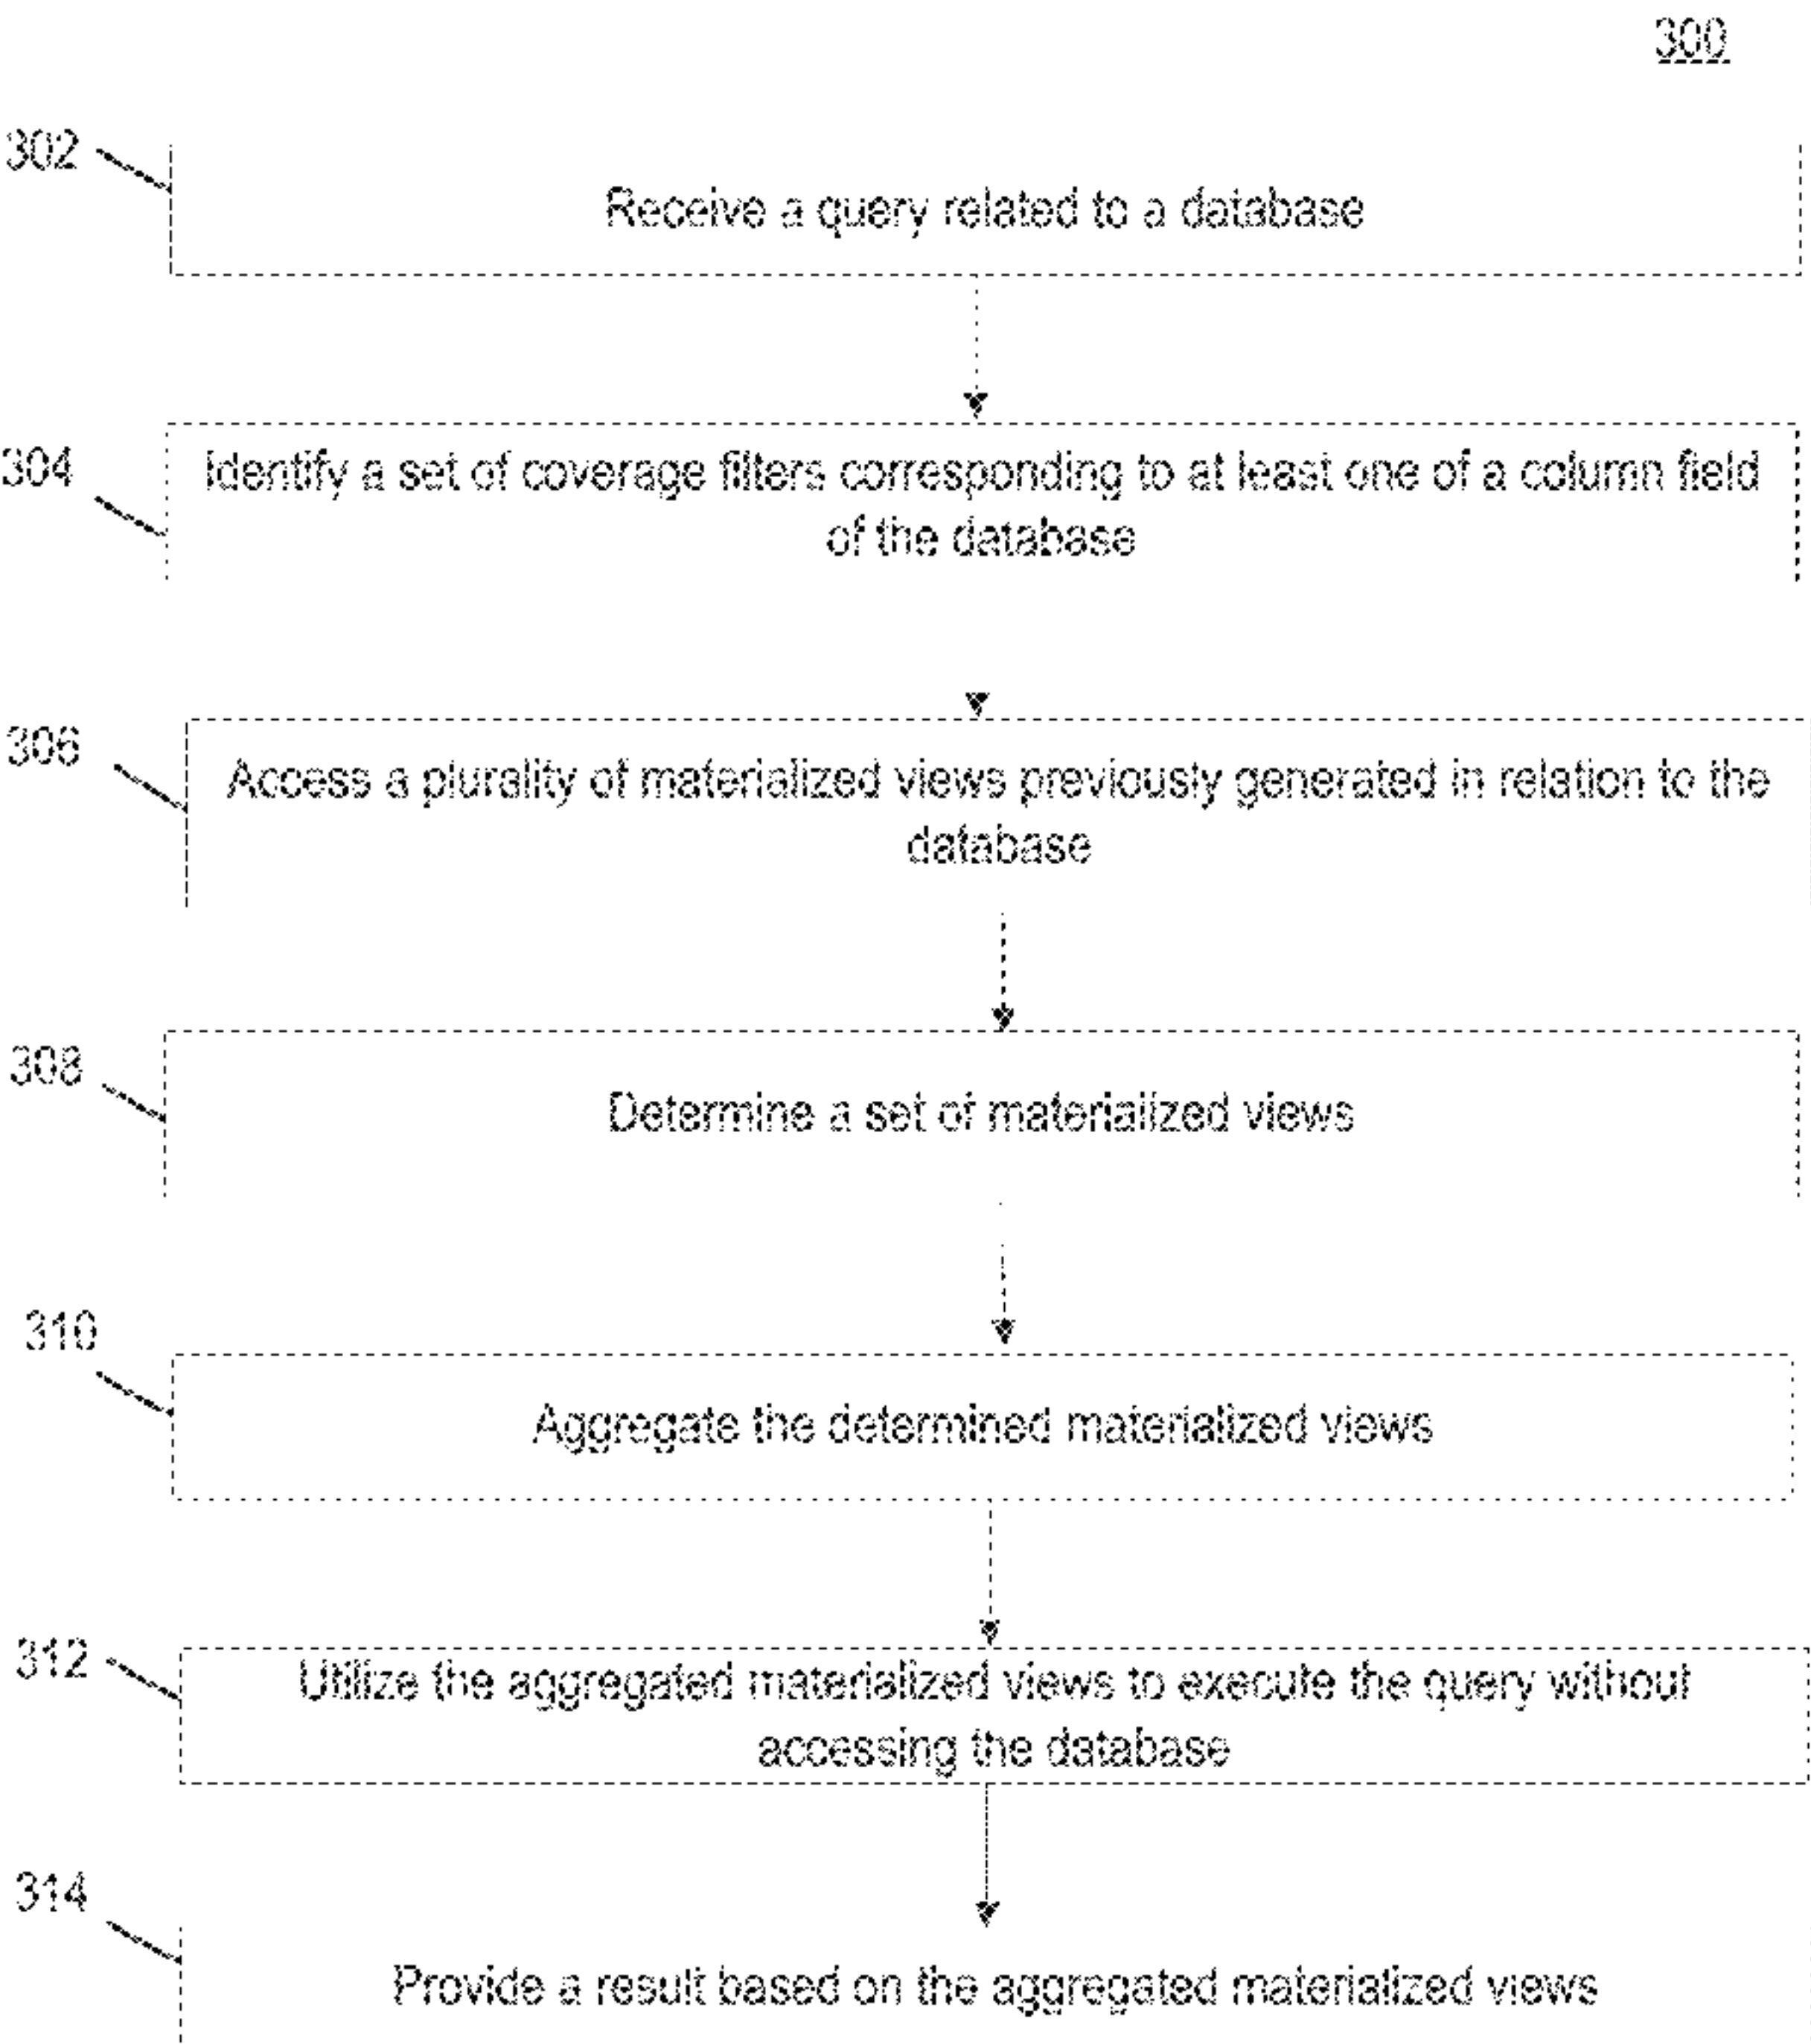 300
302
Receive a query related to a database
304
Identify a set of coverage filters corresponding to at least one of a column field
of the database
306
Access a plurality of materialized views previously generated in relation to the
database
308
Determine a set of materialized views
310
Aggregate the determined materialized views
312
Utilize the aggregated materialized views to execute the query without
accessing the database
314
Provide a result based on the aggregated materialized views